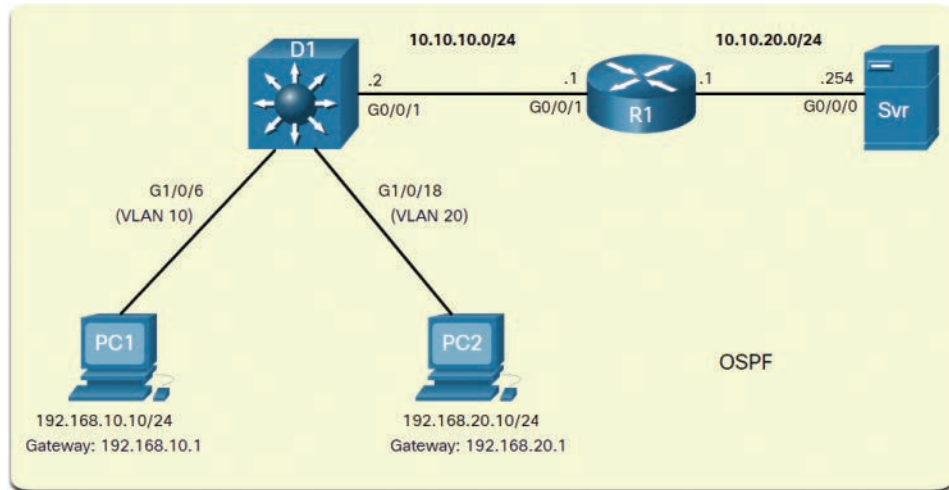 D1
10.10.10.0/24
10.10.20.0/24
.2
.1
.1
.254
G0/0/1
G0/0/1
R1
G0/0/0
Svr
G1/0/6
(VLAN 10)
G1/0/18
(VLAN 20)
PC1
PC2
OSPF
192.168.10.10/24
Gateway: 192.168.10.1
192.168.20.10/24
Gateway: 192.168.20.1